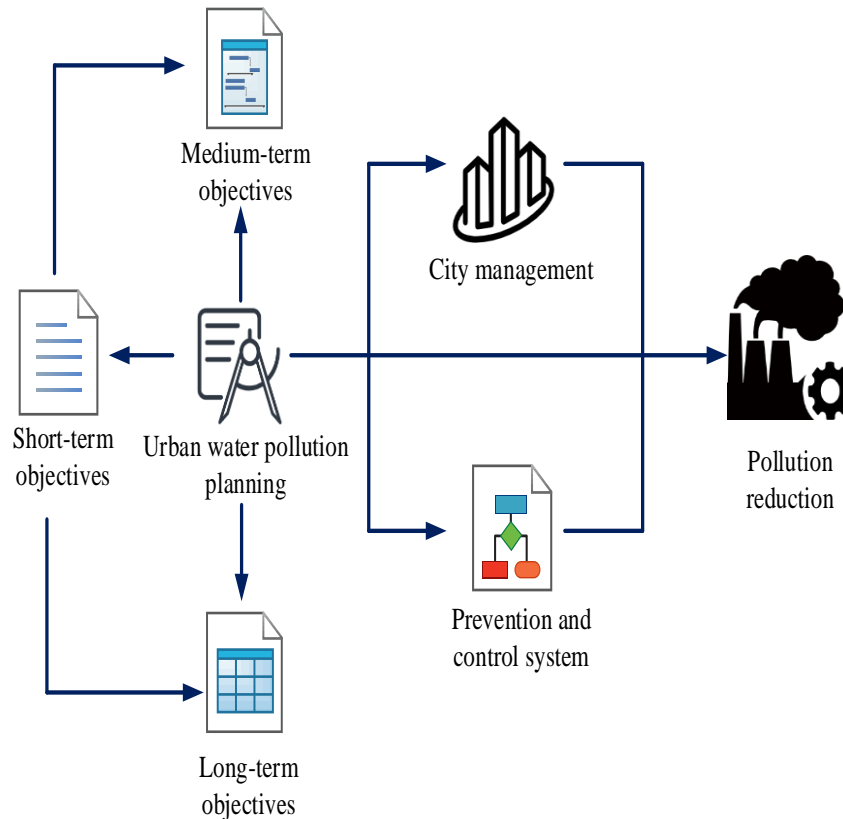 Medium-term
objectives
City management
Short-term
objectives
Urban water pollution
planning
Pollution
reduction
Prevention and
control system
Long-term
objectives